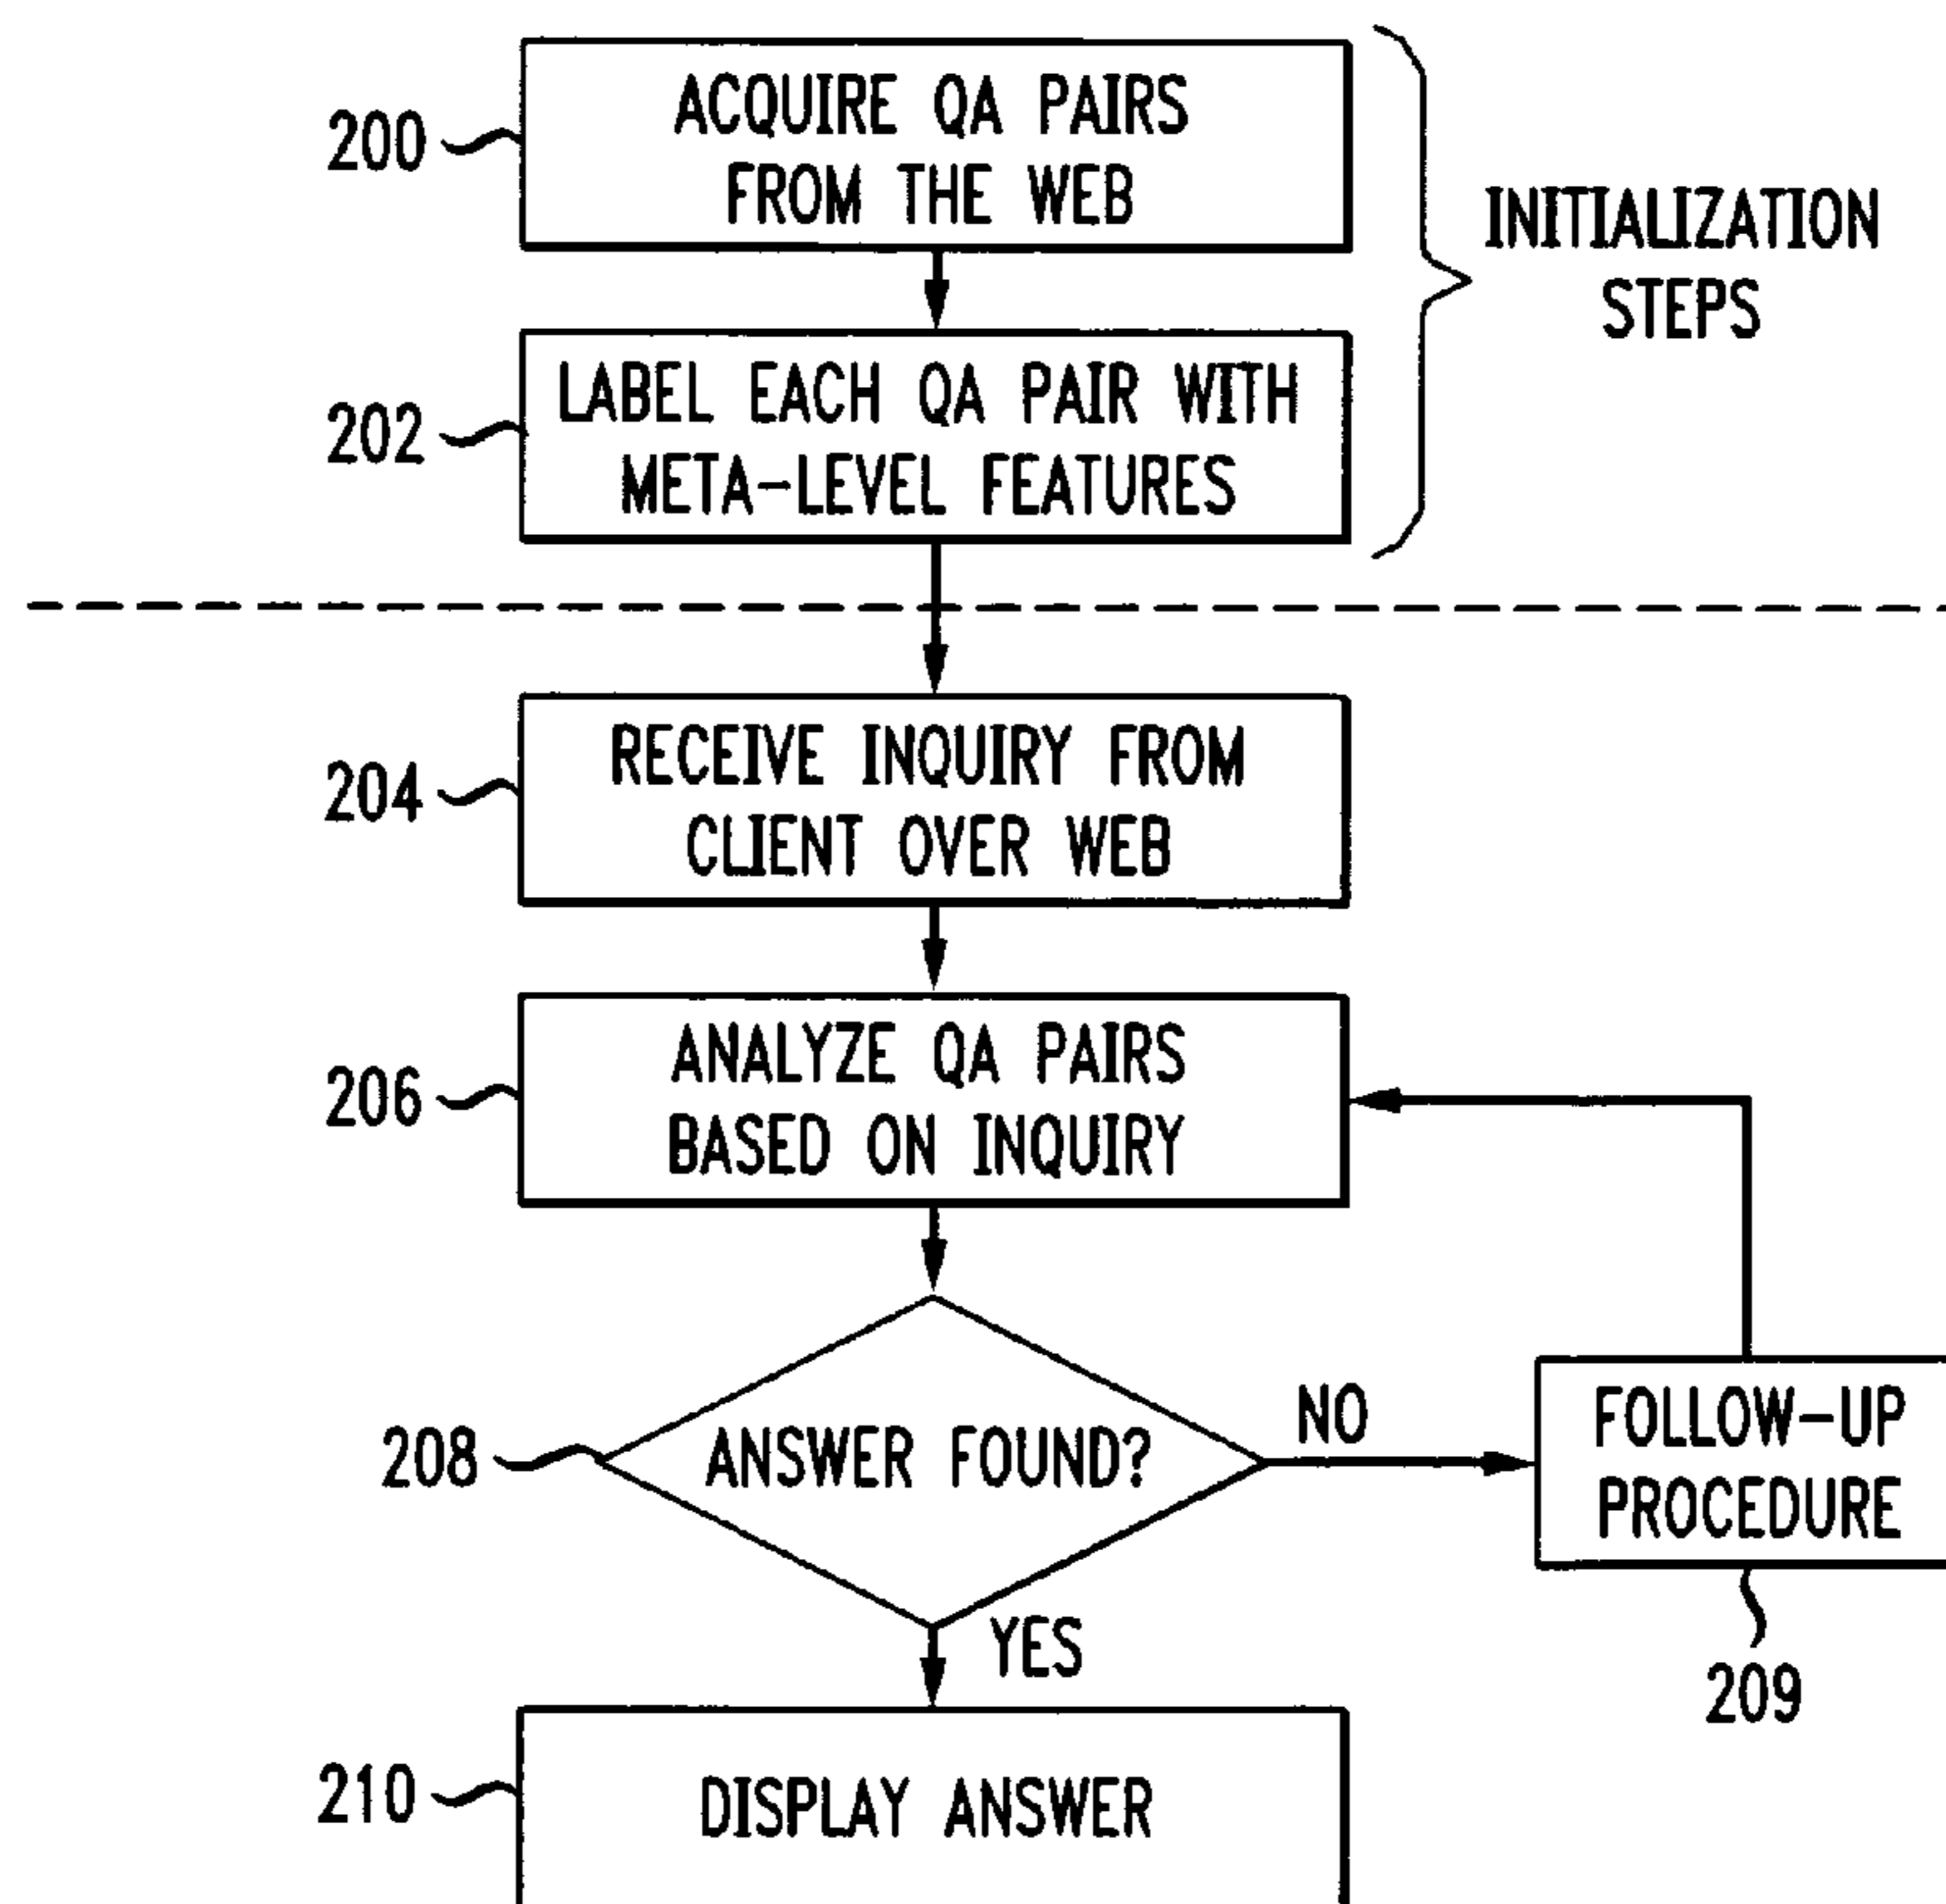 200
ACQUIRE QA PAIRS
FROM THE WEB
INITIALIZATION
STEPS
202
LABEL EACH QA PAIR WITH
META-LEVEL FEATURES
204
RECEIVE INQUIRY FROM
CLIENT OVER WEB
206
ANALYZE QA PAIRS
BASED ON INQUIRY
208
ANSWER FOUND?
NO
FOLLOW-UP
PROCEDURE
209
YES
210
DISPLAY ANSWER